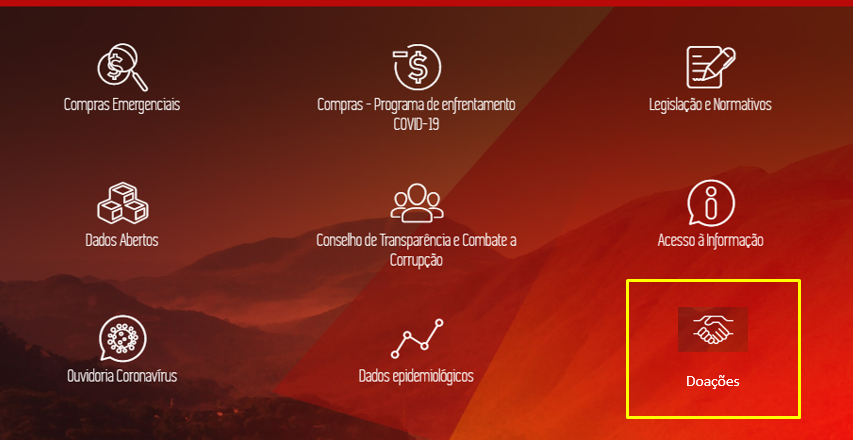 Compras Emergenciais
Compras - Programa de enfrentamento
COVID-19
Legislação e Normativos
Dados Abertos
Conselho de Transparência e Combate a
Corrupção
Acesso à Informação
Ouvidoria Coronavírus
Dados epidemiológicos
Doações